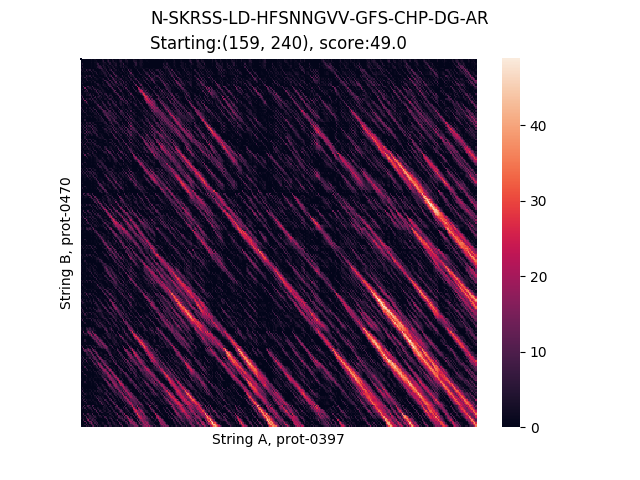 N-SKRSS-LD-HFSNNGVV-GFS-CHP-DG-AR
Starting:(159, 240), score:49.0
String B, prot-0470
String A, prot-0397
40
30
20
10
0